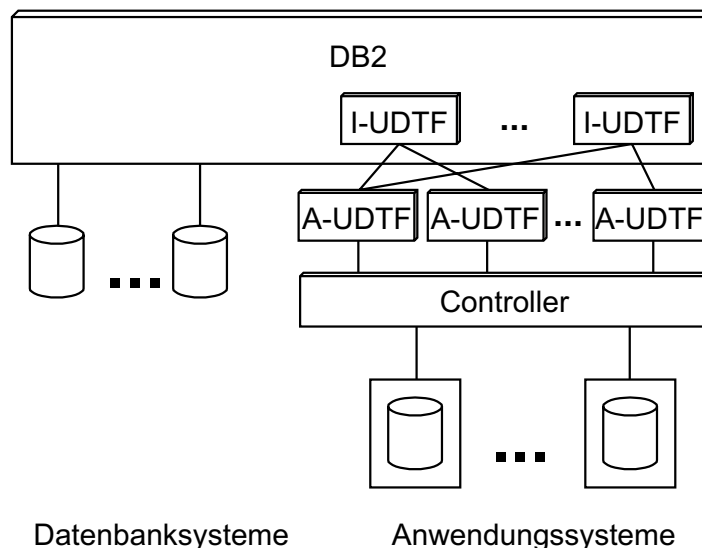 DB2
I-UDTF ... I-UDTF
A-UDTF A-UDTF ... A-UDTF
...
Controller
...
Datenbanksysteme Anwendungssysteme